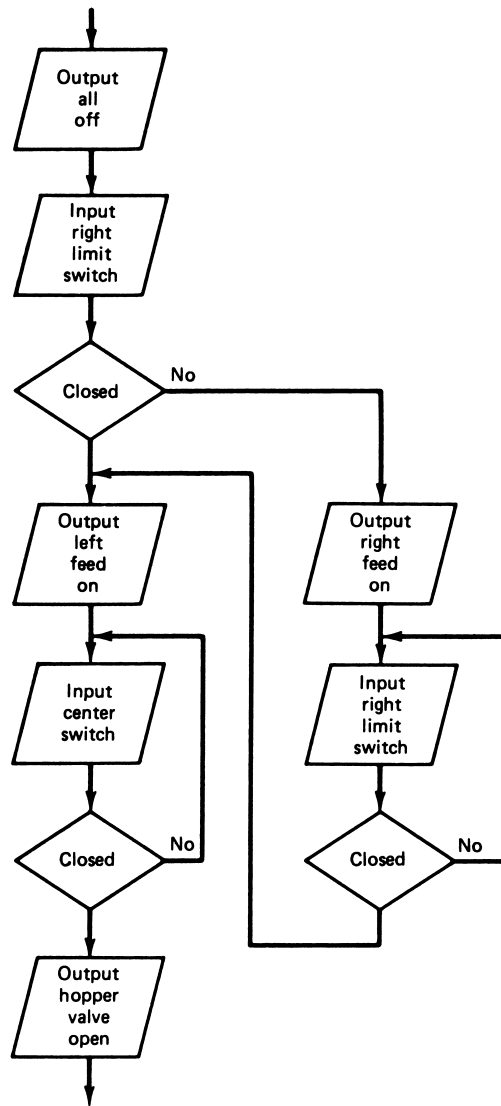 Output
all
off
Input
right
limit
switch
Closed
No
Output
left
feed
on
Input
center
switch
Closed
No
Output
hopper
valve
open
Output
right
feed
on
Input
right
limit
switch
Closed
No